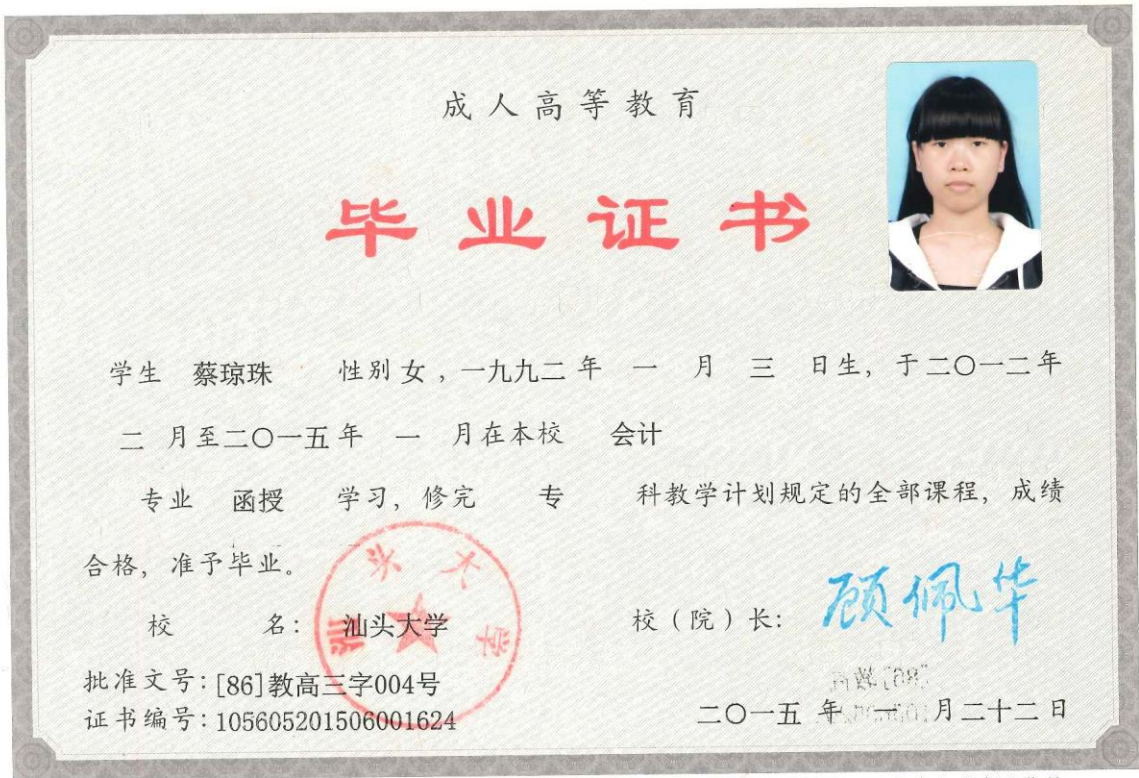 成人高等教育
毕业证书
学生 蔡琼珠 性别 女，一九九二 年 一 月 三 日生，于二〇一二年
二 月至二〇一五 年 一 月在本校 会计
专业 函授 学习，修完 专 科教学计划规定的全部课程，成绩
合格，准予毕业。
汕头大学
校 名：汕头大学 校（院）长：顾佩华
批准文号：[86]教高三字004号
证书编号：105605201506001624 二〇一五 年 一 月二十二日